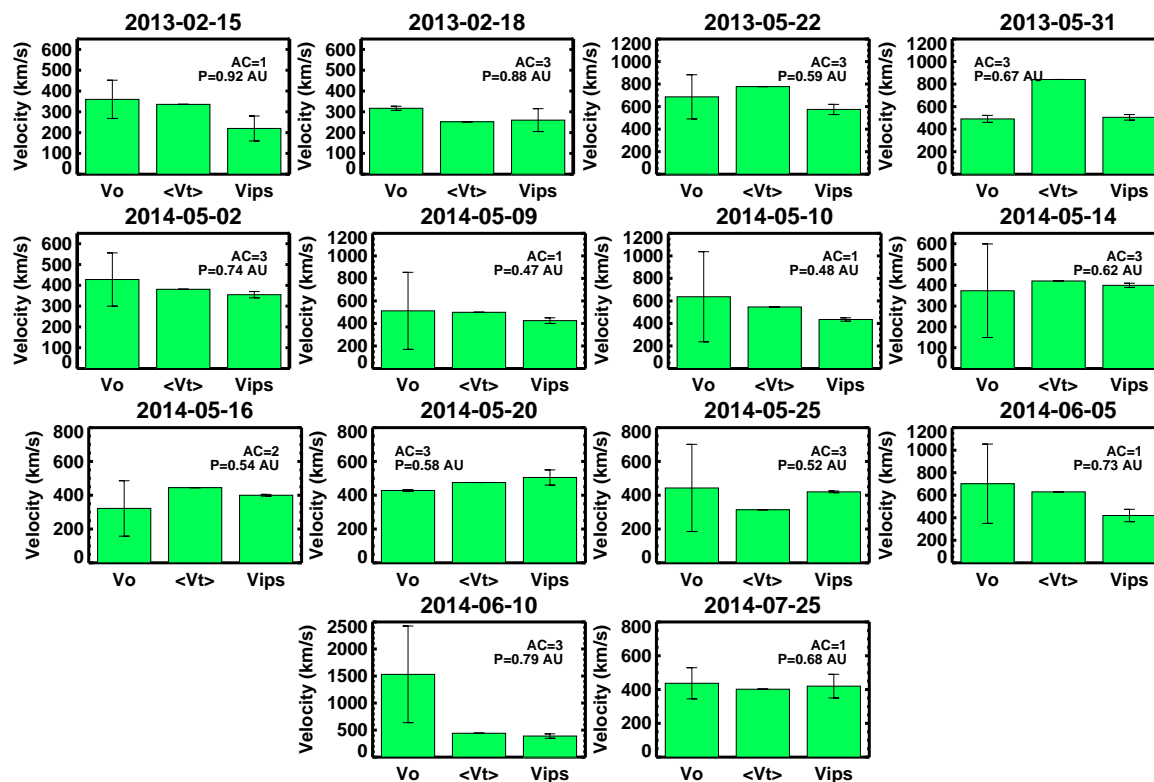 2013-02-15
Velocity (km/s)
600
500
400
300
200
100
0
AC=1
P=0.92 AU
Vo <Vt> Vips
2013-02-18
Velocity (km/s)
600
500
400
300
200
100
0
AC=3
P=0.88 AU
Vo <Vt> Vips
2013-05-22
Velocity (km/s)
1200
1000
800
600
400
200
0
AC=3
P=0.59 AU
Vo <Vt> Vips
2013-05-31
Velocity (km/s)
1200
1000
800
600
400
200
0
AC=3
P=0.67 AU
Vo <Vt> Vips
2014-05-02
Velocity (km/s)
600
500
400
300
200
100
0
AC=3
P=0.74 AU
Vo <Vt> Vips
2014-05-09
Velocity (km/s)
1200
1000
800
600
400
200
0
AC=1
P=0.47 AU
Vo <Vt> Vips
2014-05-10
Velocity (km/s)
1200
1000
800
600
400
200
0
AC=1
P=0.48 AU
Vo <Vt> Vips
2014-05-14
Velocity (km/s)
600
500
400
300
200
100
0
AC=3
P=0.62 AU
Vo <Vt> Vips
2014-05-16
Velocity (km/s)
800
600
400
200
0
AC=2
P=0.54 AU
Vo <Vt> Vips
2014-05-20
Velocity (km/s)
800
600
400
200
0
AC=3
P=0.58 AU
Vo <Vt> Vips
2014-05-25
Velocity (km/s)
800
600
400
200
0
AC=3
P=0.52 AU
Vo <Vt> Vips
2014-06-05
Velocity (km/s)
1200
1000
800
600
400
200
0
AC=1
P=0.73 AU
Vo <Vt> Vips
2014-06-10
Velocity (km/s)
2500
2000
1500
1000
500
0
AC=3
P=0.79 AU
Vo <Vt> Vips
2014-07-25
Velocity (km/s)
800
600
400
200
0
AC=1
P=0.68 AU
Vo <Vt> Vips